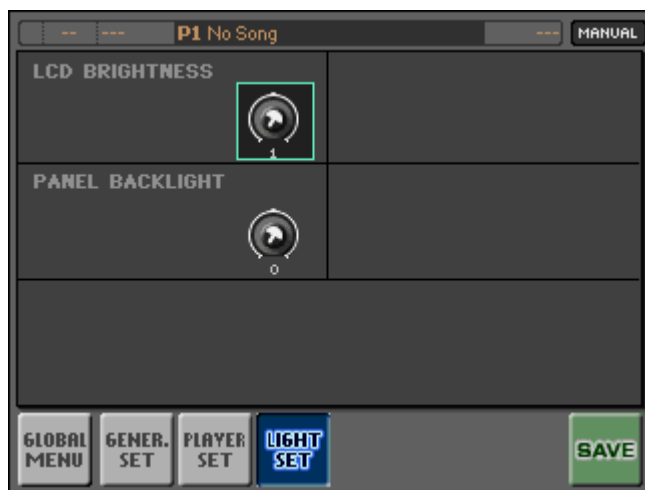 -- --- P1 No Song --- MANUAL
LCD BRIGHTNESS
1
PANEL BACKLIGHT
0
GLOBAL MENU
GENER. SET
PLAYER SET
LIGHT SET
SAVE